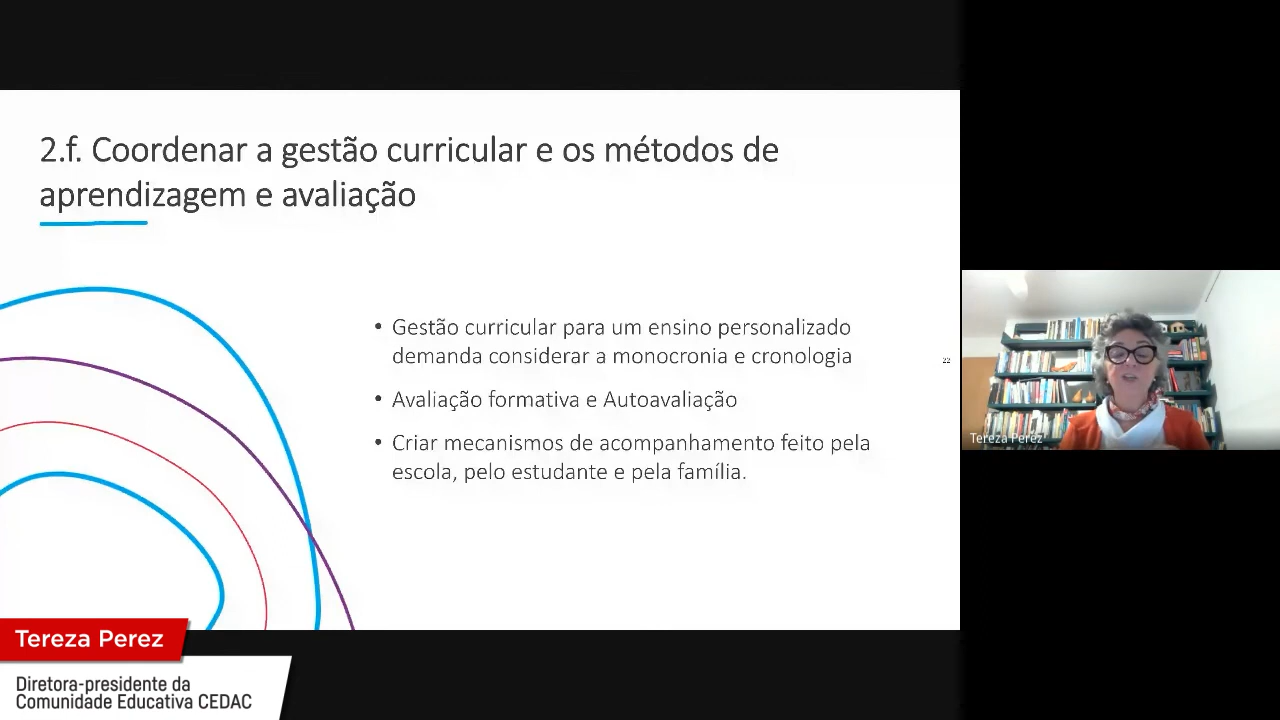 2.f. Coordenar a gestão curricular e os métodos de
aprendizagem e avaliação
• Gestão curricular para um ensino personalizado
demanda considerar a monocronia e cronologia
• Avaliação formativa e Autoavaliação
• Criar mecanismos de acompanhamento feito pela
escola, pelo estudante e pela família.
22
Tereza Perez
Tereza Perez
Diretora-presidente da
Comunidade Educativa CEDAC